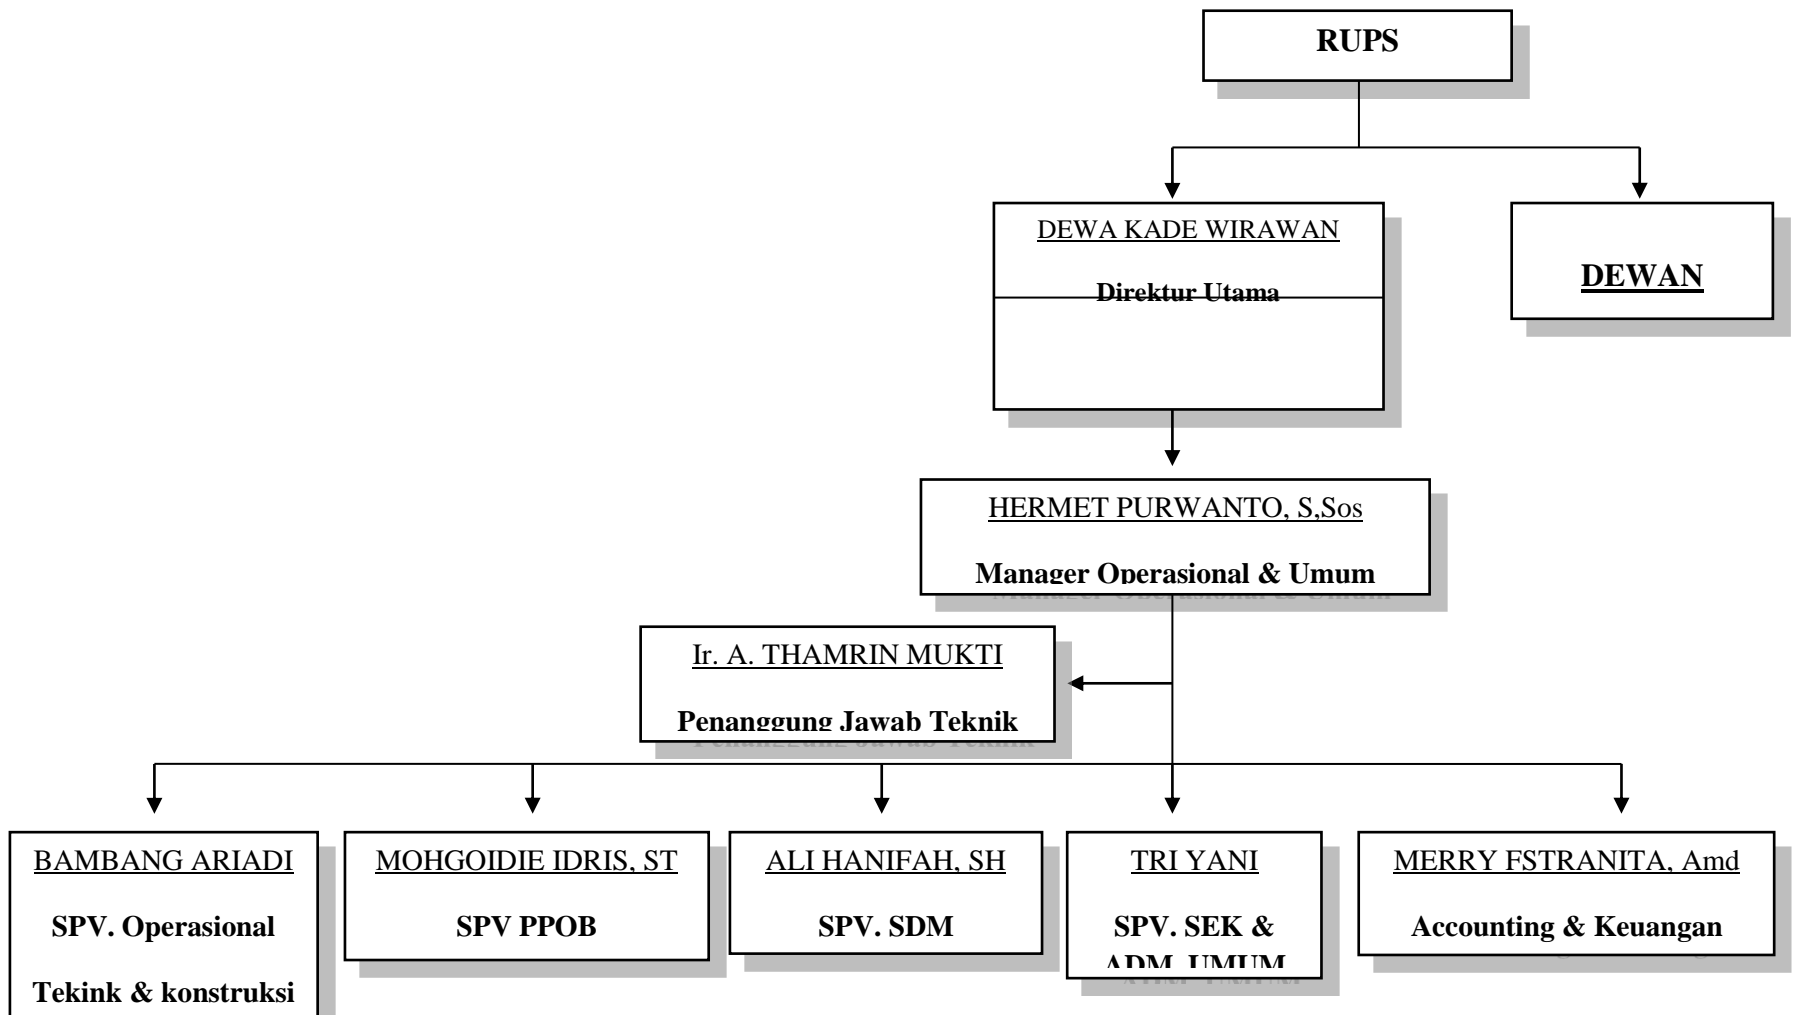 RUPS
DEWA KADE WIRAWAN
Direktur Utama
DEWAN
HERMET PURWANTO, S,Sos
Manager Operasional & Umum
Ir. A. THAMRIN MUKTI
Penanggung Jawab Teknik
BAMBANG ARIADI
SPV. Operasional
Tekink & konstruksi
MOHGOIDIE IDRIS, ST
SPV PPOB
ALI HANIFAH, SH
SPV. SDM
TRI YANI
SPV. SEK &
ADM. UMUM
MERRY FSTRANITA, Amd
Accounting & Keuangan